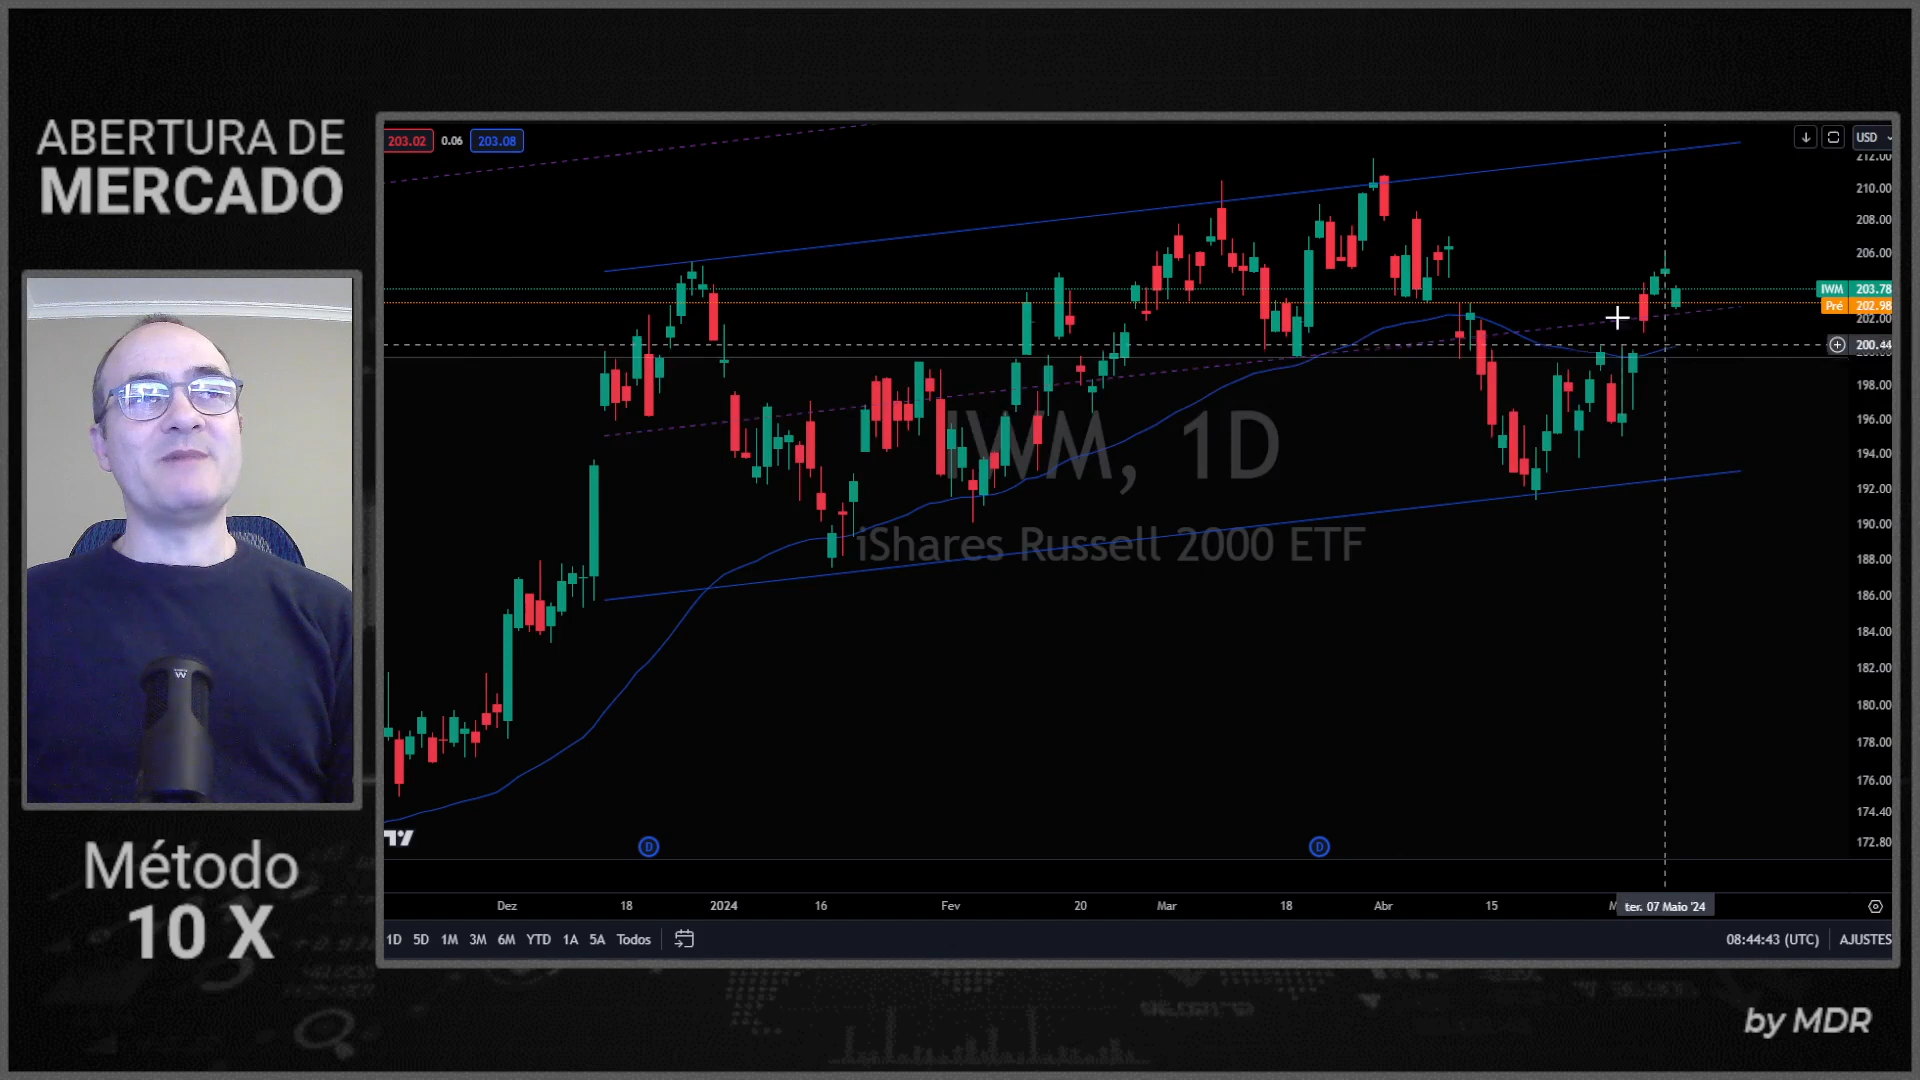 ABERTURA DE
MERCADO
203.02 0.06 203.08
USD
212.00
210.00
208.00
206.00
IWM 203.78
Pré 202.98
202.00
200.44
198.00
196.00
194.00
192.00
190.00
188.00
186.00
184.00
182.00
180.00
178.00
176.00
174.40
172.80
IWM, 1D
iShares Russell 2000 ETF
D D
Dez 18 2024 16 Fev 20 Mar 18 Abr 15 ter. 07 Maio '24
1D 5D 1M 3M 6M YTD 1A 5A Todos 08:44:43 (UTC) AJUSTES
Método
10 X
by MDR